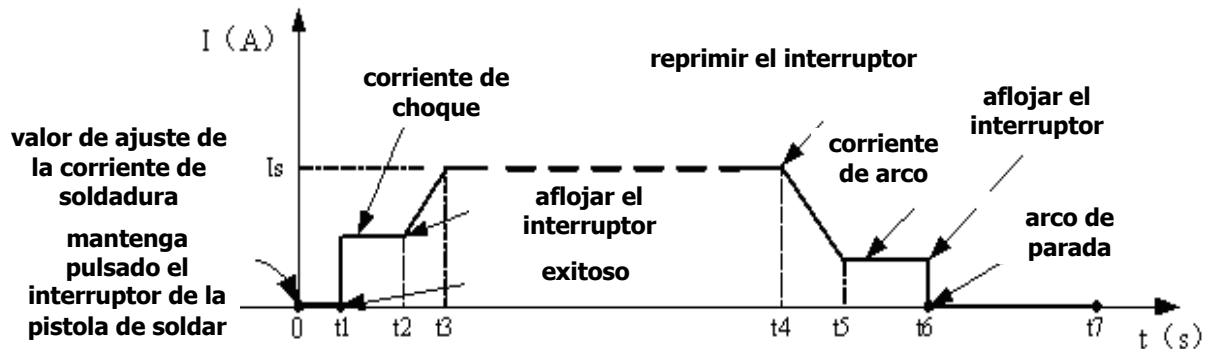 I (A)
corriente de
choque
reprimir el interruptor
aflojar el
interruptor
valor de ajuste de
la corriente de
soldadura
Is
corriente
de arco
aflojar el
interruptor
arco de
parada
mantenga
pulsado el
interruptor de la
pistola de soldar
exitoso
0 t1 t2 t3 t4 t5 t6 t7
t (s)